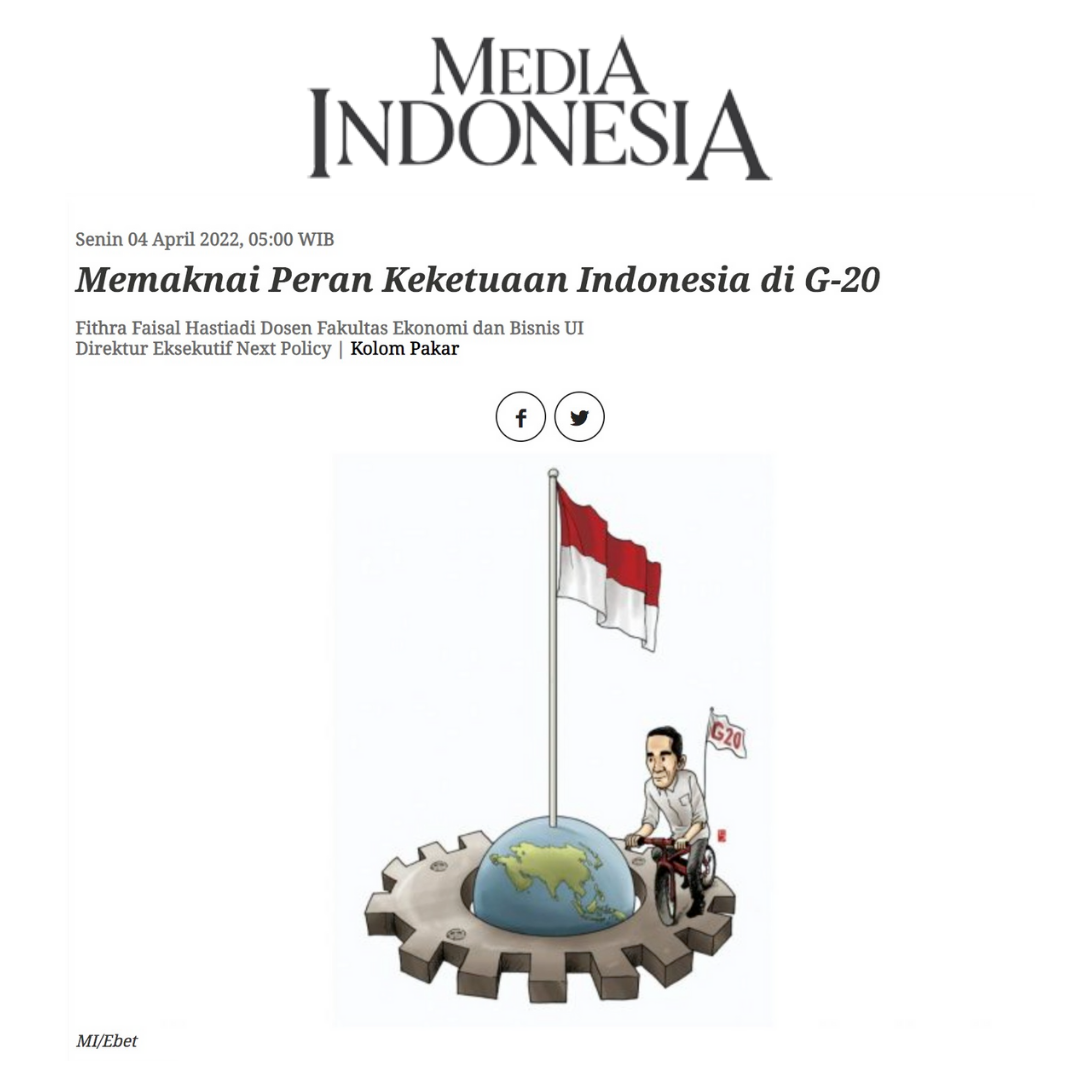 MEDIA
INDONESIA
Senin 04 April 2022, 05:00 WIB
Memaknai Peran Keketuaan Indonesia di G-20
Fithra Faisal Hastiadi Dosen Fakultas Ekonomi dan Bisnis UI
Direktur Eksekutif Next Policy | Kolom Pakar
G20
MI/Ebet